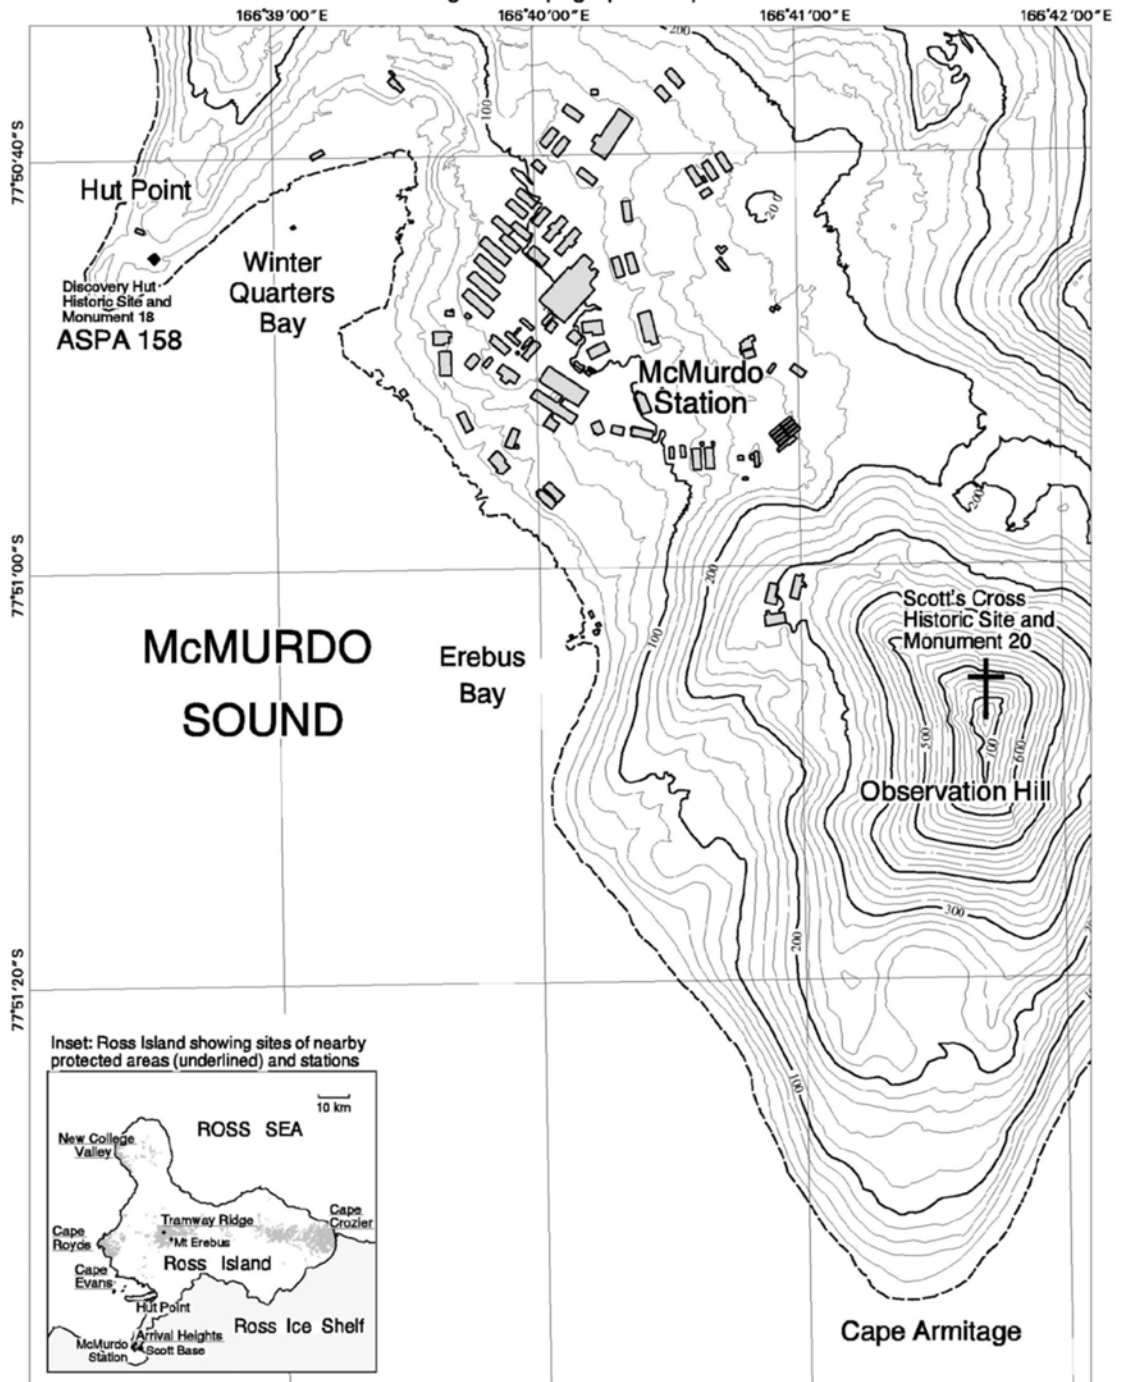 166°39'00"E
166°40'00"E
166°41'00"E
166°42'00"E
200
100
77°50'40"S
Hut Point
200
Winter
Quarters
Bay
Discovery Hut
Historic Site and
Monument 18
ASPA 158
McMurdo
Station
200
77°51'00"S
200
100
Scott's Cross
Historic Site and
Monument 20
McMURDO
SOUND
Erebus
Bay
500
700
600
Observation Hill
300
200
77°51'20"S
100
Inset: Ross Island showing sites of nearby
protected areas (underlined) and stations
10 km
ROSS SEA
New College
Valley
Cape
Crozier
Tramway Ridge
Cape
Royds
Mt Erebus
Ross Island
Cape
Evans
Hut Point
Ross Ice Shelf
Arrival Heights
McMurdo
Station
Scott Base
Cape Armitage